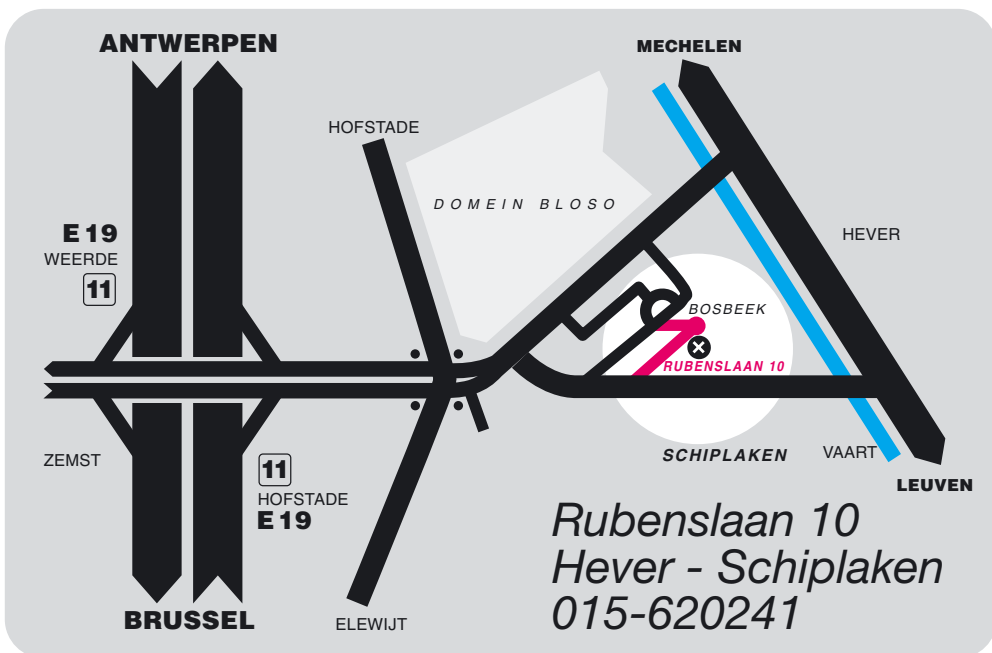 ANTWERPEN
MECHELEN
HOFSTADE
DOMEIN BLOSO
E 19
WEERDE
11
HEVER
BOSBEEK
RUBENSLAAN 10
ZEMST
11
HOFSTADE
E 19
SCHIPLAKEN
VAART
LEUVEN
BRUSSEL
ELEWIJT
Rubenslaan 10
Hever - Schiplaken
015-620241